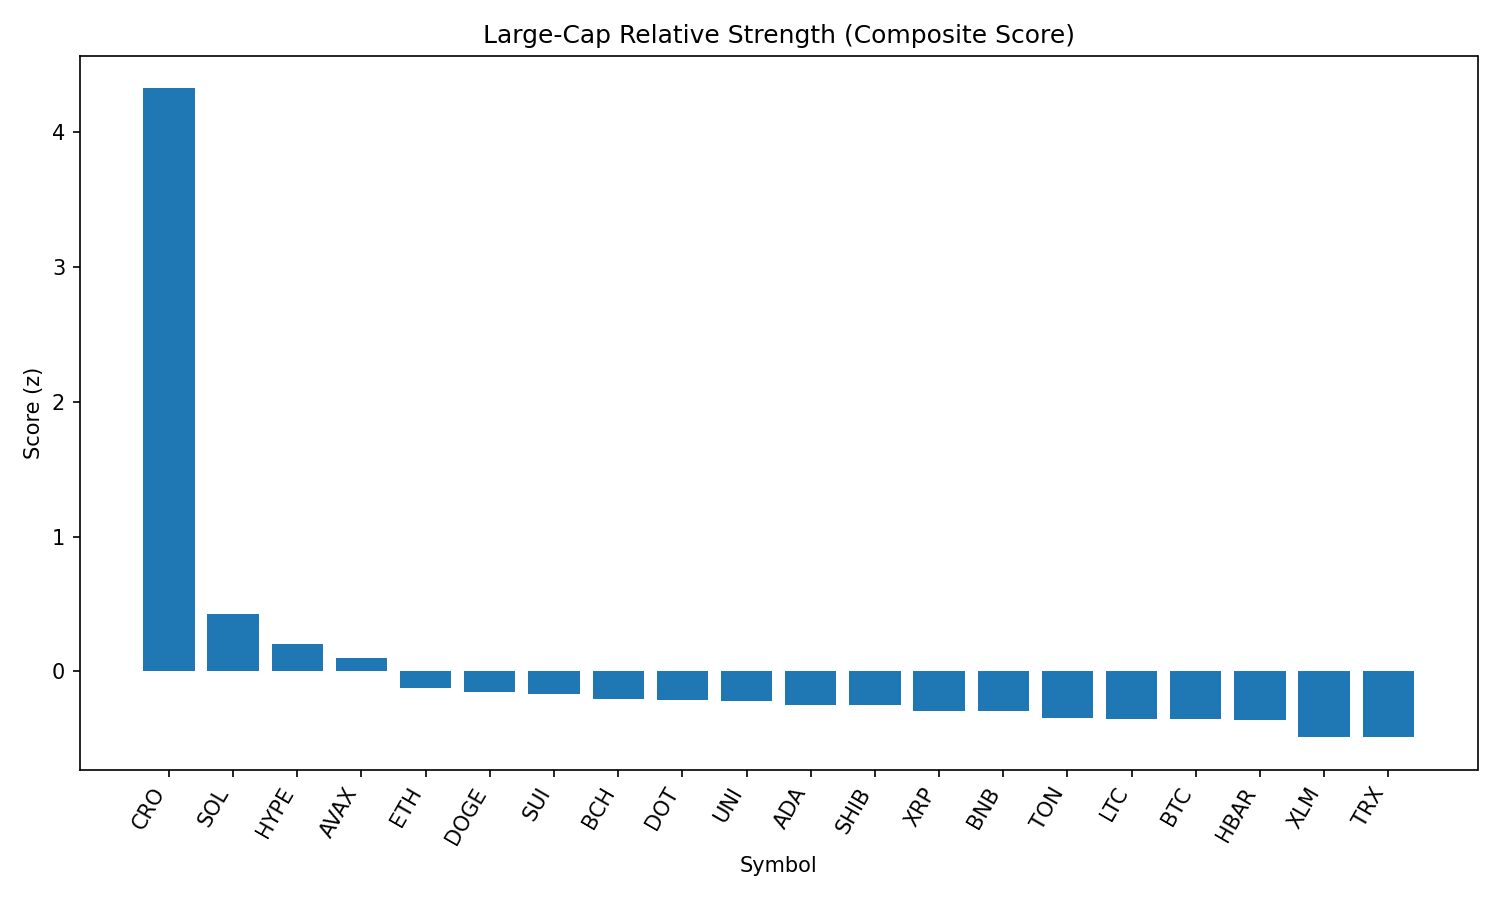 Large-Cap Relative Strength (Composite Score)
Score (z)
4
3
2
1
0
CRO
SOL
HYPE
AVAX
ETH
DOGE
SUI
BCH
DOT
UNI
ADA
SHIB
XRP
BNB
TON
LTC
BTC
HBAR
XLM
TRX
Symbol